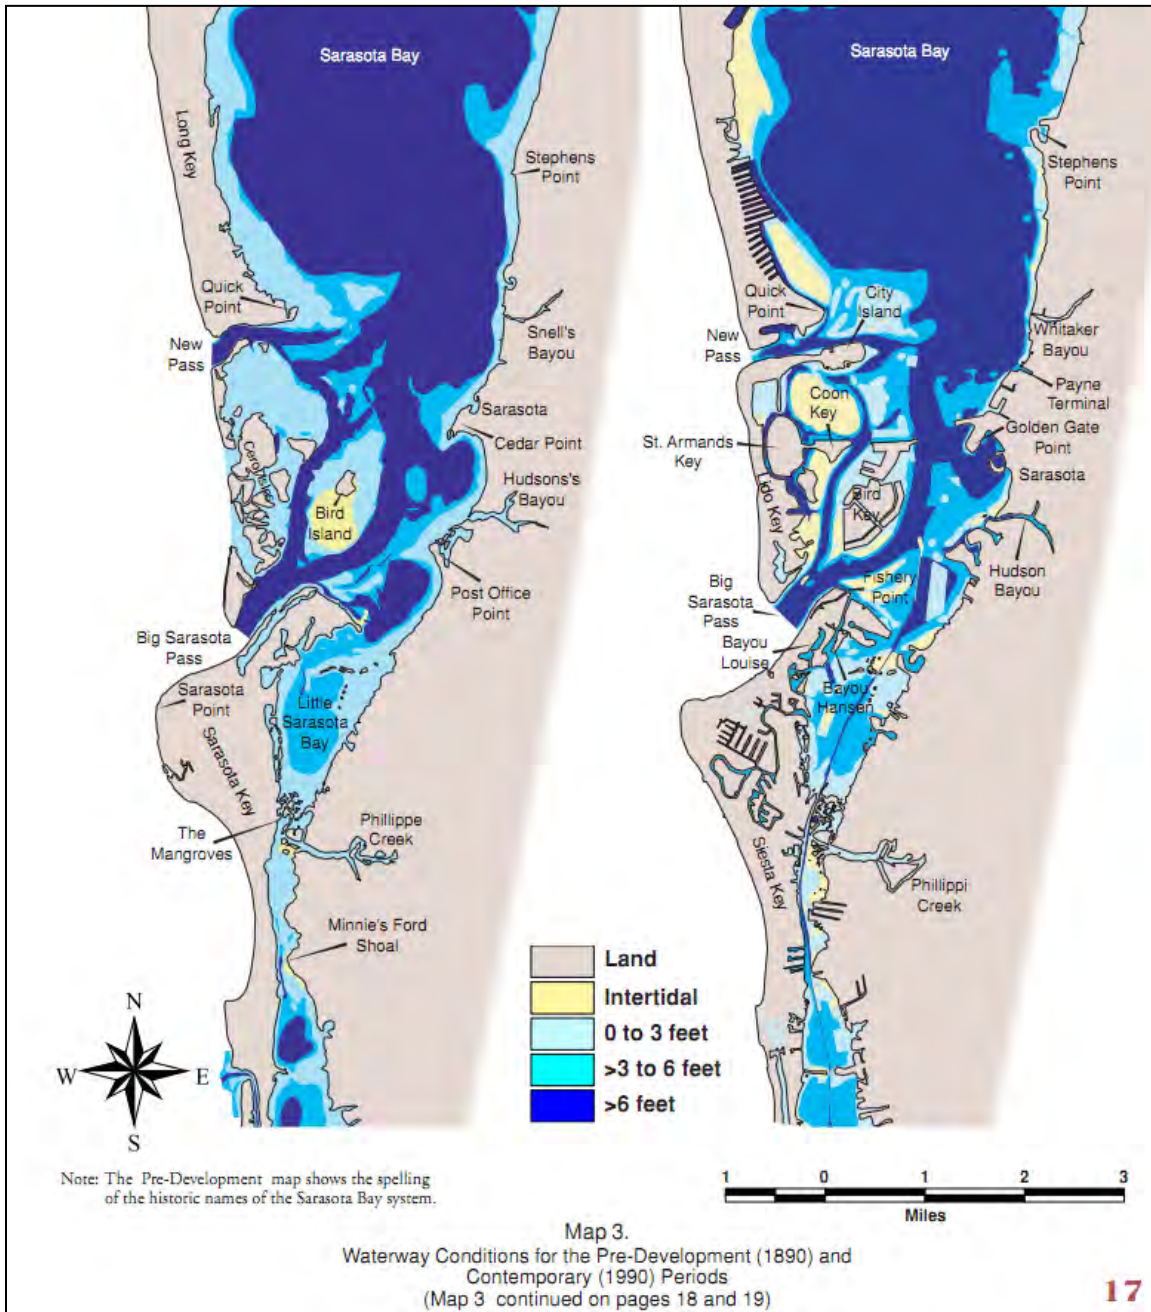 Sarasota Bay
Long Key
Stephens
Point
Quick
Point
New
Pass
Snell's
Bayou
Sarasota
Cedar Point
Hudsons's
Bayou
Bird
Island
Post Office
Point
Big Sarasota
Pass
Sarasota
Point
Little
Sarasota
Bay
Sarasota Key
The
Mangroves
Phillippe
Creek
Minnie's Ford
Shoal
Sarasota Bay
Stephens
Point
Quick
Point
City
Island
New
Pass
Whitaker
Bayou
Coon
Key
Payne
Terminal
St. Armands
Key
Golden Gate
Point
Sarasota
Lido Key
Bird
Key
Hudson
Bayou
Big
Sarasota
Pass
Fishery
Point
Bayou
Louise
Bayou
Hansen
Siesta Key
Phillippi
Creek
Land
Intertidal
0 to 3 feet
>3 to 6 feet
>6 feet
N
W E
S
1 0 1 2 3
Miles
Note: The Pre-Development map shows the spelling
of the historic names of the Sarasota Bay system.
Map 3.
Waterway Conditions for the Pre-Development (1890) and
Contemporary (1990) Periods
(Map 3 continued on pages 18 and 19)
17